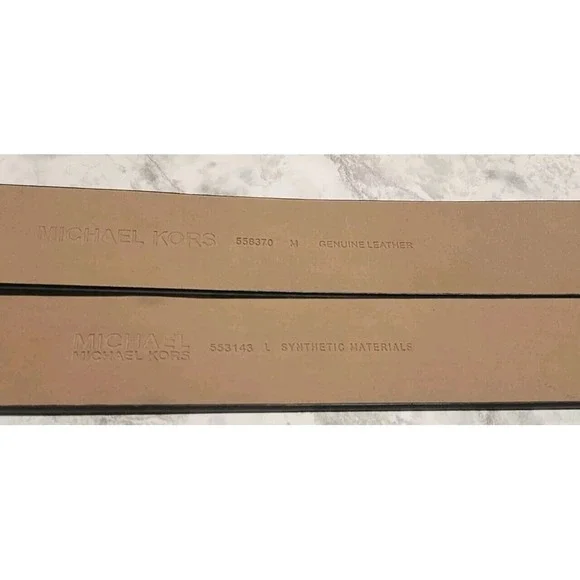 MICHAEL KORS 558370 M GENUINE LEATHER
MICHAEL
MICHAEL KORS 553143 L SYNTHETIC MATERIALS